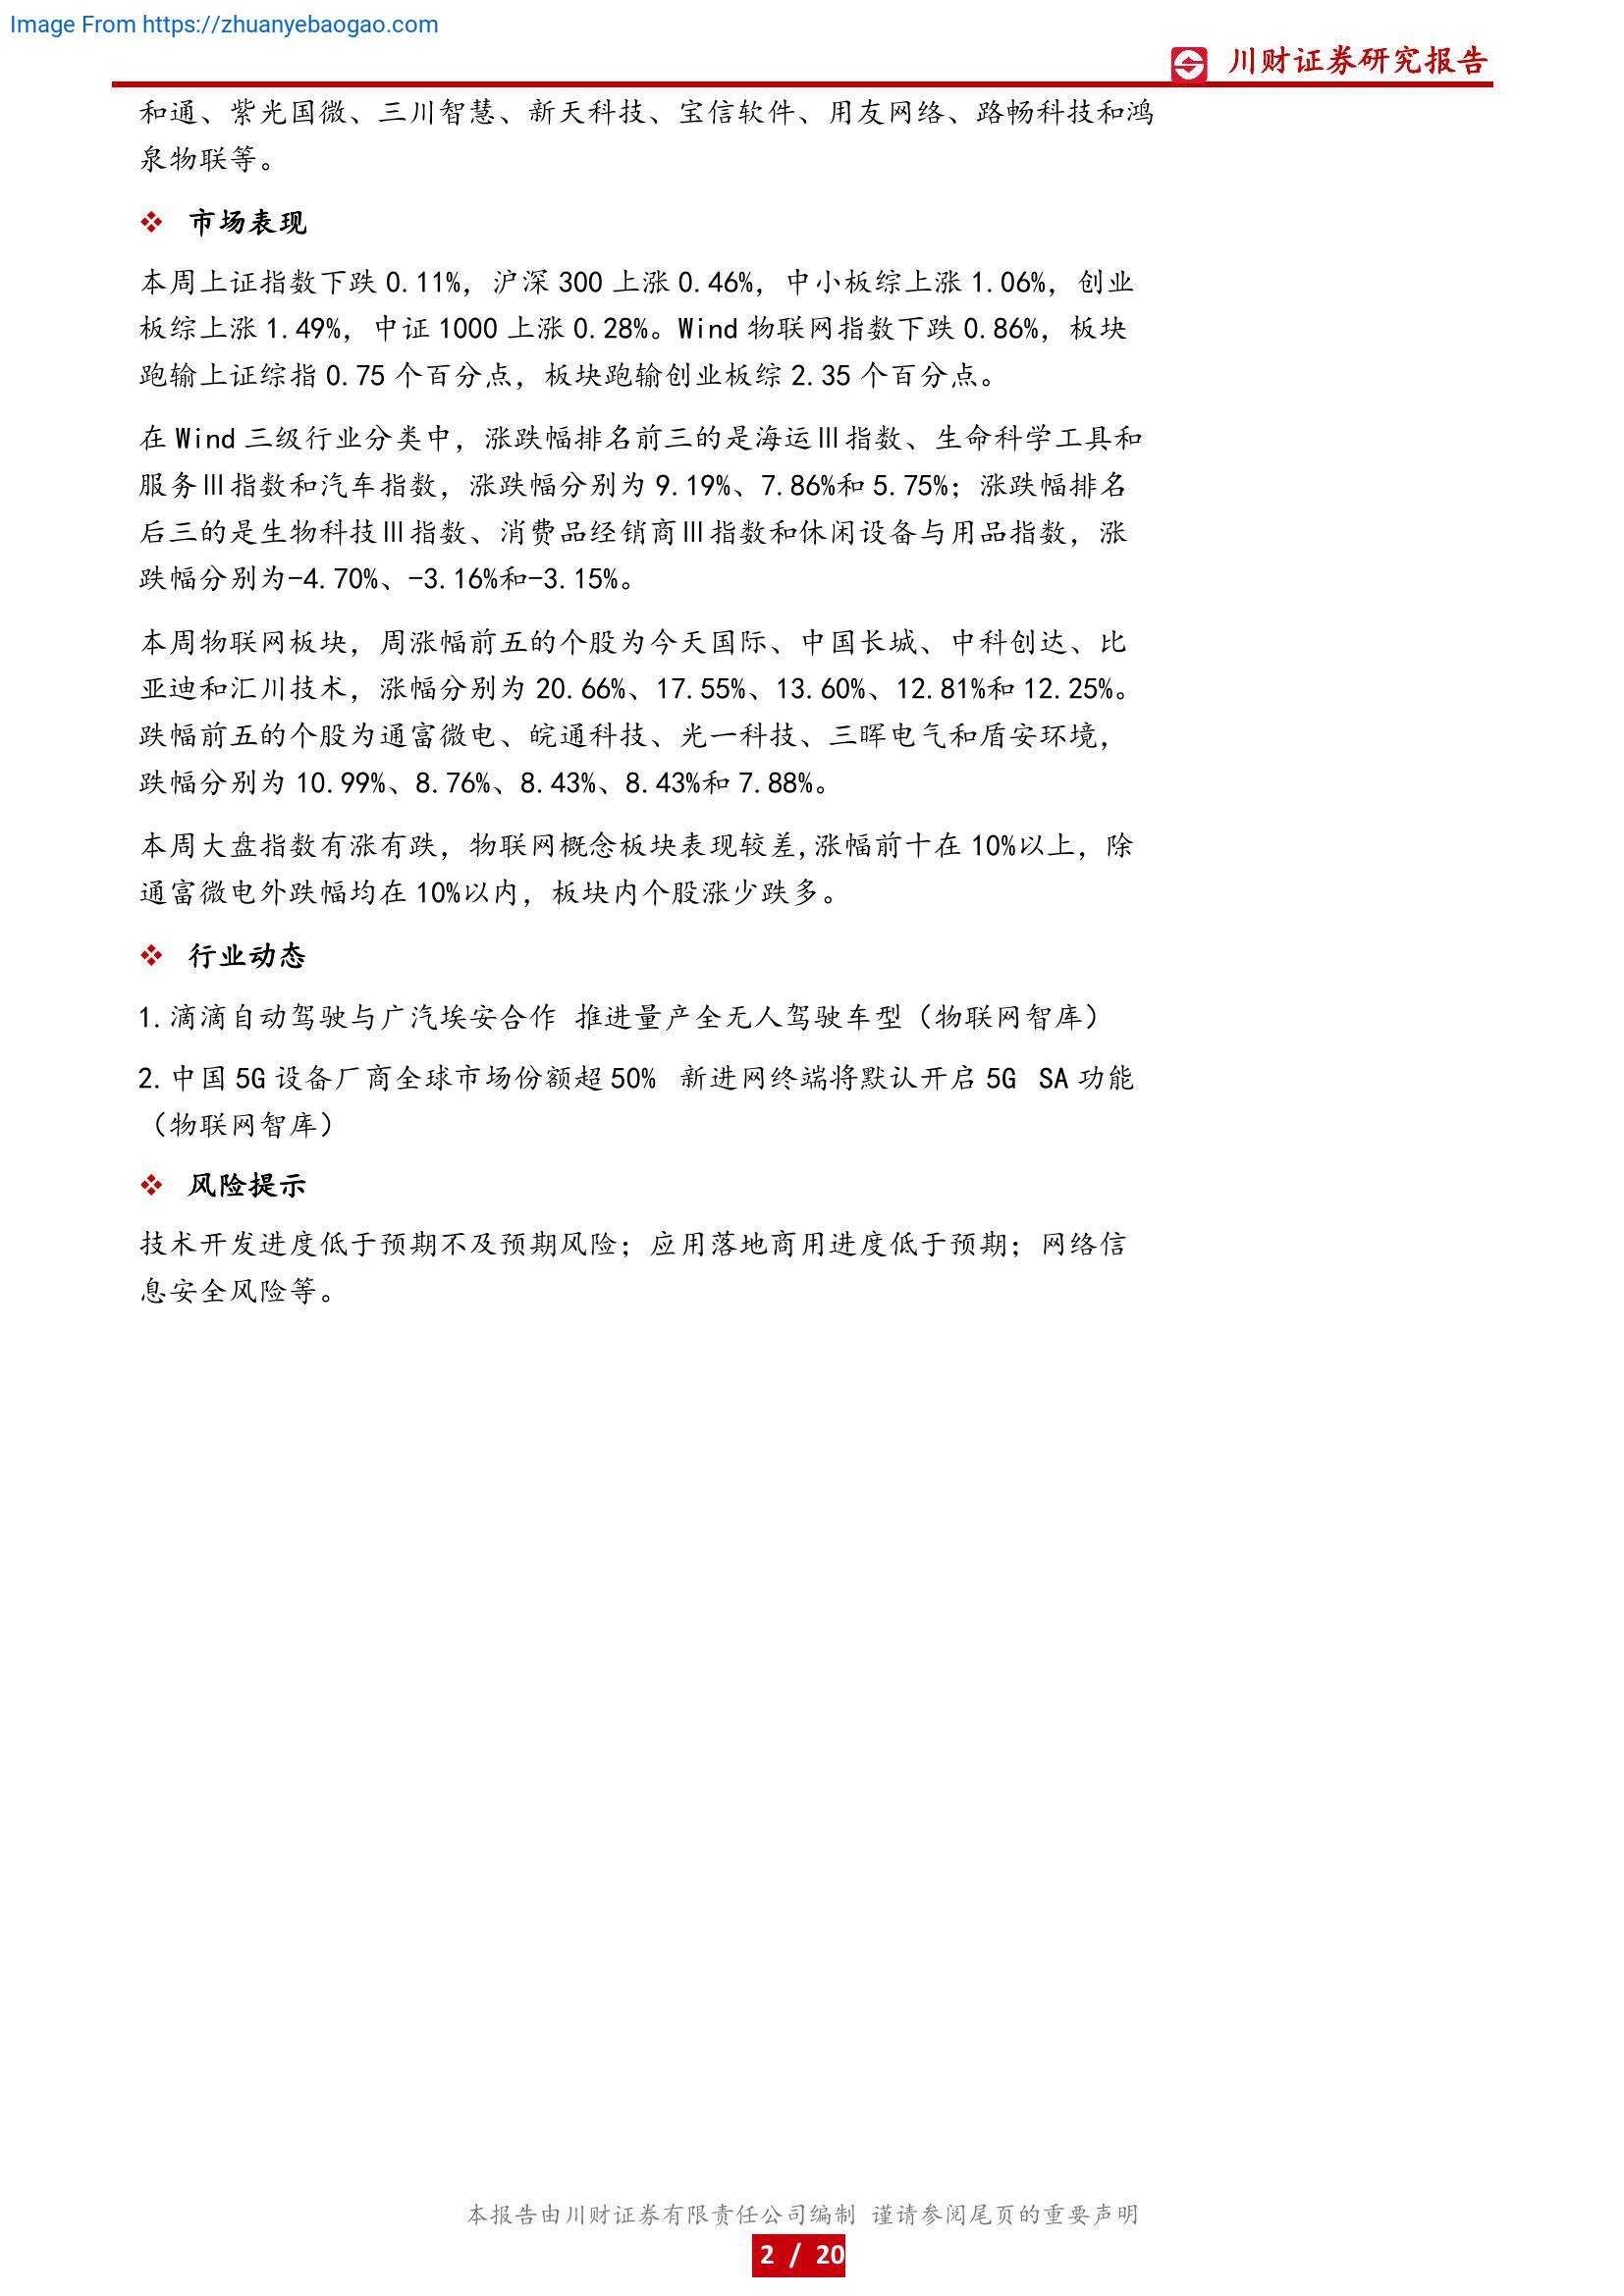 Image From https://zhuanyebaogao.com
川财证券研究报告
和通、紫光国微、三川智慧、新天科技、宝信软件、用友网络、路畅科技和鸿
泉物联等。
市场表现
本周上证指数下跌 0.11%，沪深 300 上涨 0.46%，中小板综上涨 1.06%，创业
板综上涨 1.49%，中证 1000 上涨 0.28%。Wind 物联网指数下跌 0.86%，板块
跑输上证综指 0.75 个百分点，板块跑输创业板综 2.35 个百分点。
在 Wind 三级行业分类中，涨跌幅排名前三的是海运Ⅲ指数、生命科学工具和
服务Ⅲ指数和汽车指数，涨跌幅分别为 9.19%、7.86%和 5.75%；涨跌幅排名
后三的是生物科技Ⅲ指数、消费品经销商Ⅲ指数和休闲设备与用品指数，涨
跌幅分别为-4.70%、-3.16%和-3.15%。
本周物联网板块，周涨幅前五的个股为今天国际、中国长城、中科创达、比
亚迪和汇川技术，涨幅分别为 20.66%、17.55%、13.60%、12.81%和 12.25%。
跌幅前五的个股为通富微电、皖通科技、光一科技、三晖电气和盾安环境，
跌幅分别为 10.99%、8.76%、8.43%、8.43%和 7.88%。
本周大盘指数有涨有跌，物联网概念板块表现较差,涨幅前十在 10%以上，除
通富微电外跌幅均在 10%以内，板块内个股涨少跌多。
行业动态
1.滴滴自动驾驶与广汽埃安合作 推进量产全无人驾驶车型（物联网智库）
2.中国 5G 设备厂商全球市场份额超 50% 新进网终端将默认开启 5G SA 功能
（物联网智库）
风险提示
技术开发进度低于预期不及预期风险；应用落地商用进度低于预期；网络信
息安全风险等。
本报告由川财证券有限责任公司编制 谨请参阅尾页的重要声明
2 / 20